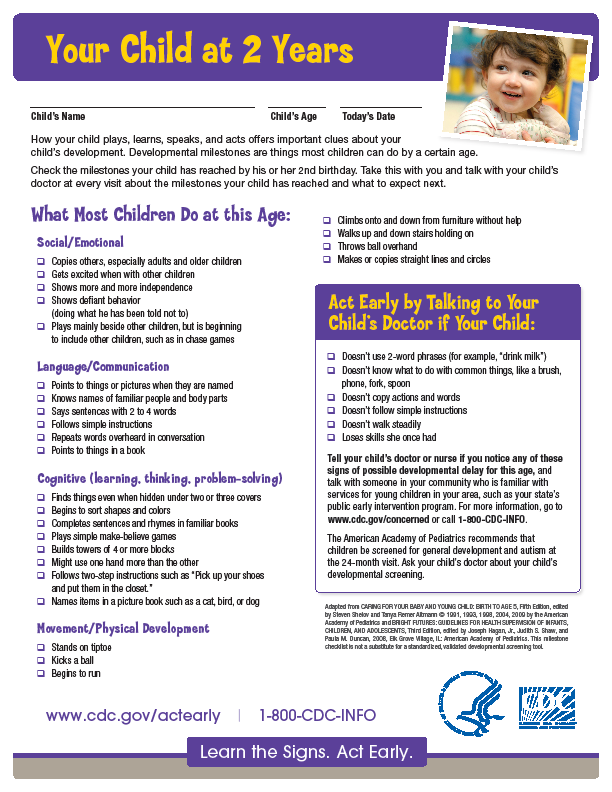 Your Child at 2 Years
Child's Name
Child's Age
Today's Date
How your child plays, learns, speaks, and acts offers important clues about your
child's development. Developmental milestones are things most children can do by a certain age.
Check the milestones your child has reached by his or her 2nd birthday. Take this with you and talk with your child's
doctor at every visit about the milestones your child has reached and what to expect next.
What Most Children Do at this Age:
Social/Emotional
Copies others, especially adults and older children
Gets excited when with other children
Shows more and more independence
Shows defiant behavior
(doing what he has been told not to)
Plays mainly beside other children, but is beginning
to include other children, such as in chase games
Language/Communication
Points to things or pictures when they are named
Knows names of familiar people and body parts
Says sentences with 2 to 4 words
Follows simple instructions
Repeats words overheard in conversation
Points to things in a book
Cognitive (learning, thinking, problem-solving)
Finds things even when hidden under two or three covers
Begins to sort shapes and colors
Completes sentences and rhymes in familiar books
Plays simple make-believe games
Builds towers of 4 or more blocks
Might use one hand more than the other
Follows two-step instructions such as "Pick up your shoes
and put them in the closet."
Names items in a picture book such as a cat, bird, or dog
Movement/Physical Development
Stands on tiptoe
Kicks a ball
Begins to run
Climbs onto and down from furniture without help
Walks up and down stairs holding on
Throws ball overhand
Makes or copies straight lines and circles
Act Early by Talking to Your
Child's Doctor if Your Child:
Doesn't use 2-word phrases (for example, "drink milk")
Doesn't know what to do with common things, like a brush,
phone, fork, spoon
Doesn't copy actions and words
Doesn't follow simple instructions
Doesn't walk steadily
Loses skills she once had
Tell your child's doctor or nurse if you notice any of these
signs of possible developmental delay for this age, and
talk with someone in your community who is familiar with
services for young children in your area, such as your state's
public early intervention program. For more information, go to
www.cdc.gov/concerned or call 1-800-CDC-INFO.
The American Academy of Pediatrics recommends that
children be screened for general development and autism at
the 24-month visit. Ask your child's doctor about your child's
developmental screening.
Adapted from CARING FOR YOUR BABY AND YOUNG CHILD: BIRTH TO AGE 5, Fifth Edition, edited
by Steven Shelov and Tanya Remer Altmann © 1991, 1993, 1998, 2004, 2009 by the American
Academy of Pediatrics and BRIGHT FUTURES: GUIDELINES FOR HEALTH SUPERVISION OF INFANTS,
CHILDREN, AND ADOLESCENTS, Third Edition, edited by Joseph Hagan, Jr., Judith S. Shaw, and
Paula M. Duncan, 2008, Elk Grove Village, IL: American Academy of Pediatrics. This milestone
checklist is not a substitute for a standardized, validated developmental screening tool.
www.cdc.gov/actearly | 1-800-CDC-INFO
CDC
Learn the Signs. Act Early.